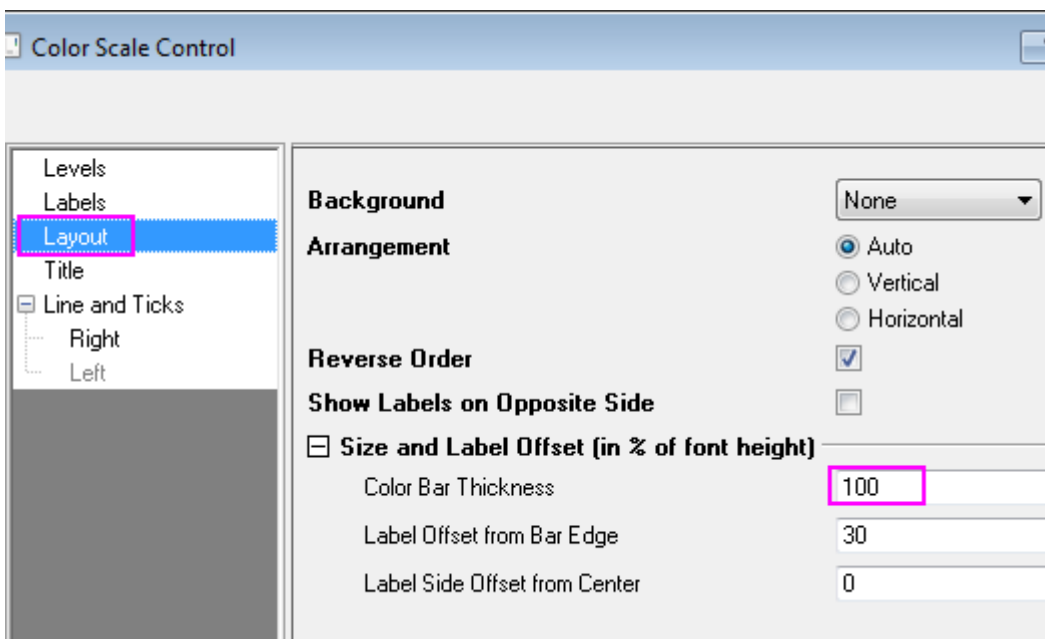 Color Scale Control
Levels
Labels
Layout
Title
Line and Ticks
Right
Left
Background
None
Arrangement
Auto
Vertical
Horizontal
Reverse Order
Show Labels on Opposite Side
Size and Label Offset (in % of font height)
Color Bar Thickness
100
Label Offset from Bar Edge
30
Label Side Offset from Center
0